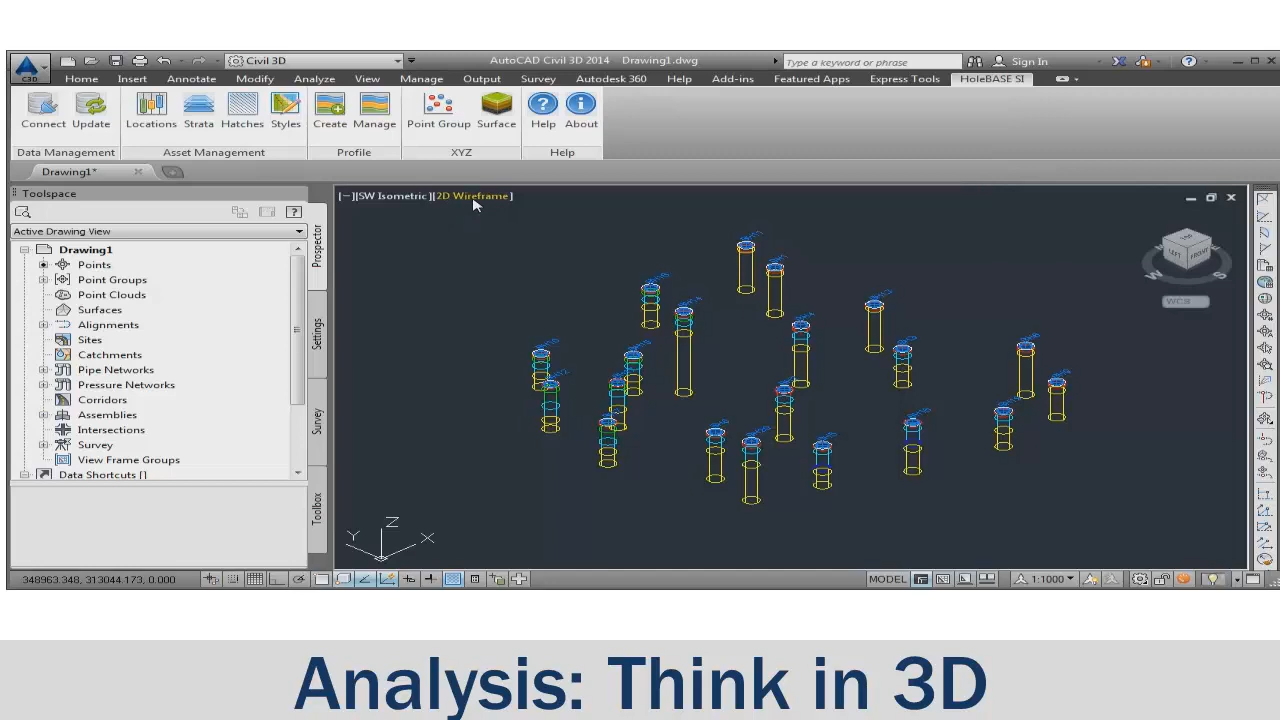 Civil 3D
AutoCAD Civil 3D 2014 Drawing1.dwg
Type a keyword or phrase
Sign In
C3D
Home Insert Annotate Modify Analyze View Manage Output Survey Autodesk 360 Help Add-ins Featured Apps Express Tools HoleBASE SI
Connect Update Locations Strata Hatches Styles Create Manage Point Group Surface Help About
Data Management Asset Management Profile XYZ Help
Drawing1*
Toolspace
[−][SW Isometric][2D Wireframe]
Active Drawing View
Drawing1
Points
Point Groups
Point Clouds
Surfaces
Alignments
Sites
Catchments
Pipe Networks
Pressure Networks
Corridors
Assemblies
Intersections
Survey
View Frame Groups
Data Shortcuts []
Prospector
Settings
Survey
Toolbox
FRONT
W S
WCS
Z
Y X
348963.348, 313044.173, 0.000
MODEL
1:1000
Analysis: Think in 3D